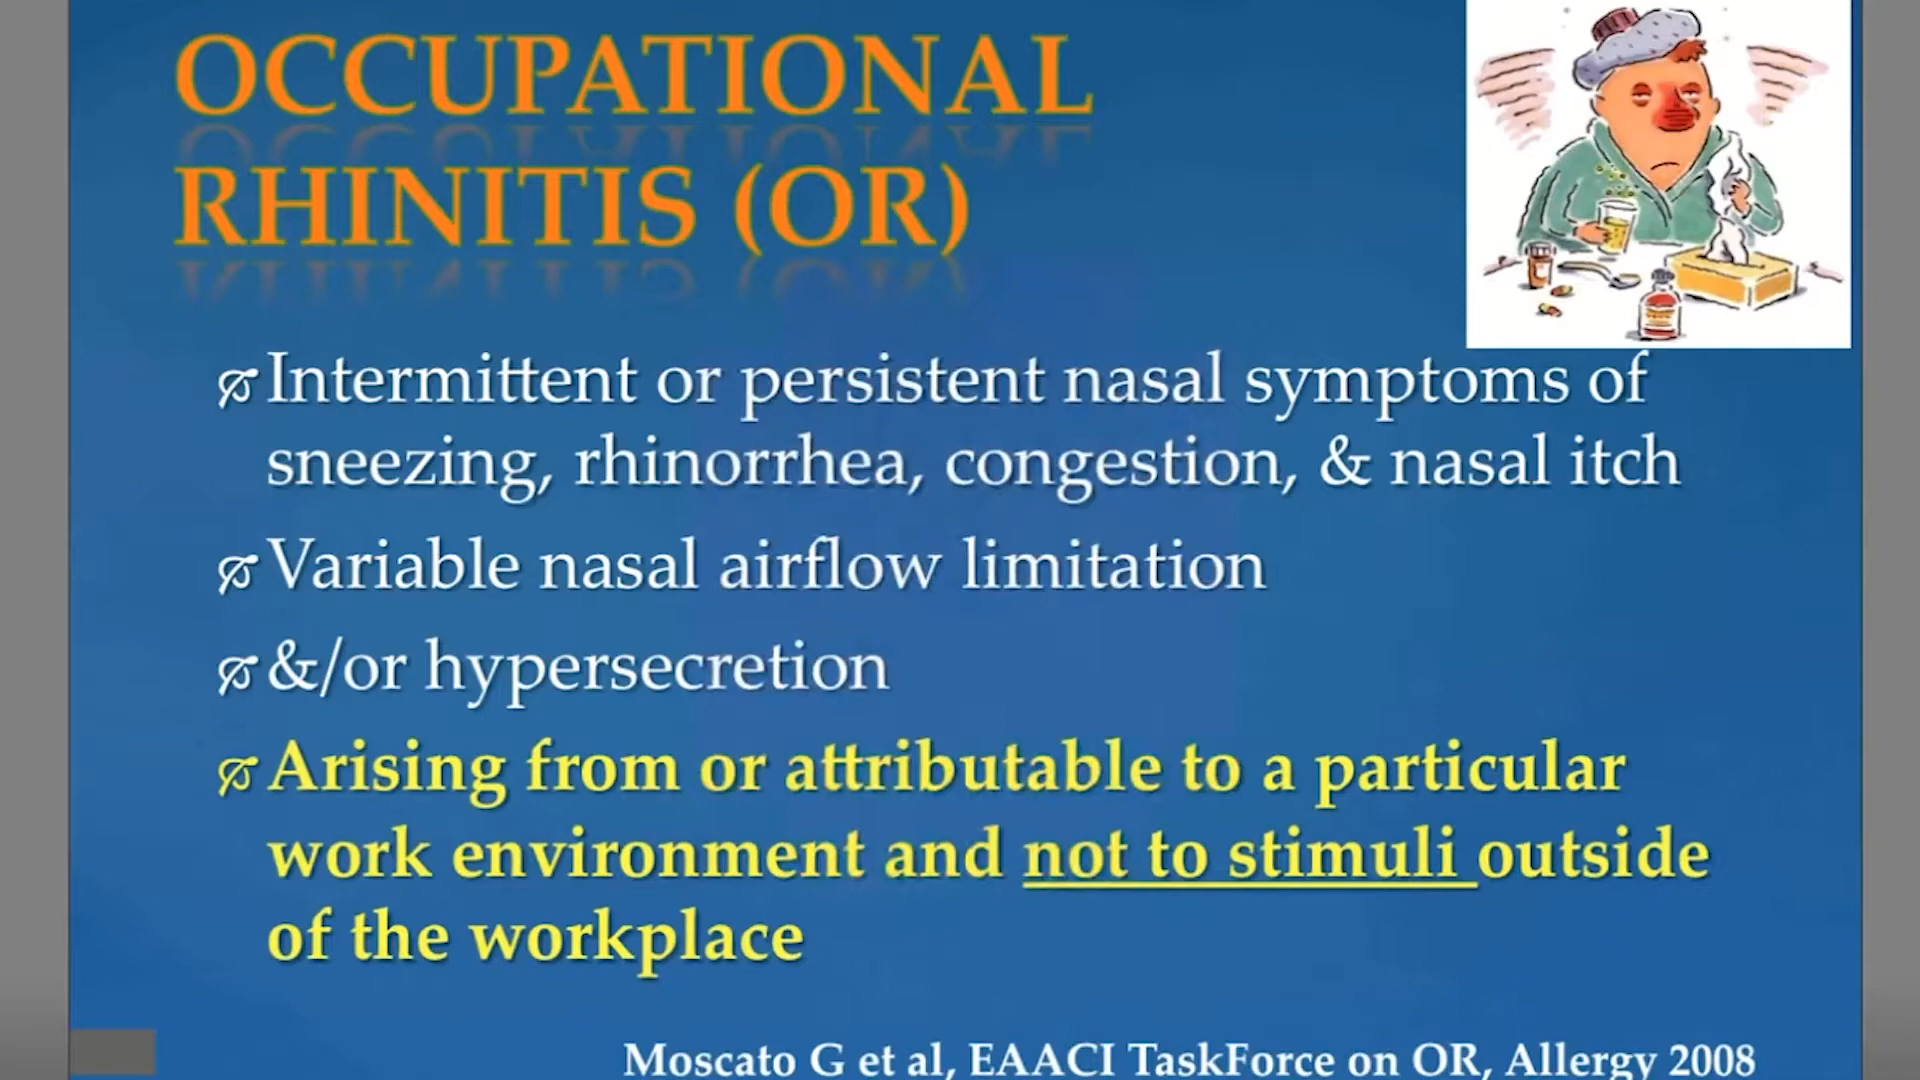 OCCUPATIONAL
RHINITIS (OR)
Intermittent or persistent nasal symptoms of
sneezing, rhinorrhea, congestion, & nasal itch
Variable nasal airflow limitation
&/or hypersecretion
Arising from or attributable to a particular
work environment and not to stimuli outside
of the workplace
Moscato G et al, EAACI TaskForce on OR, Allergy 2008